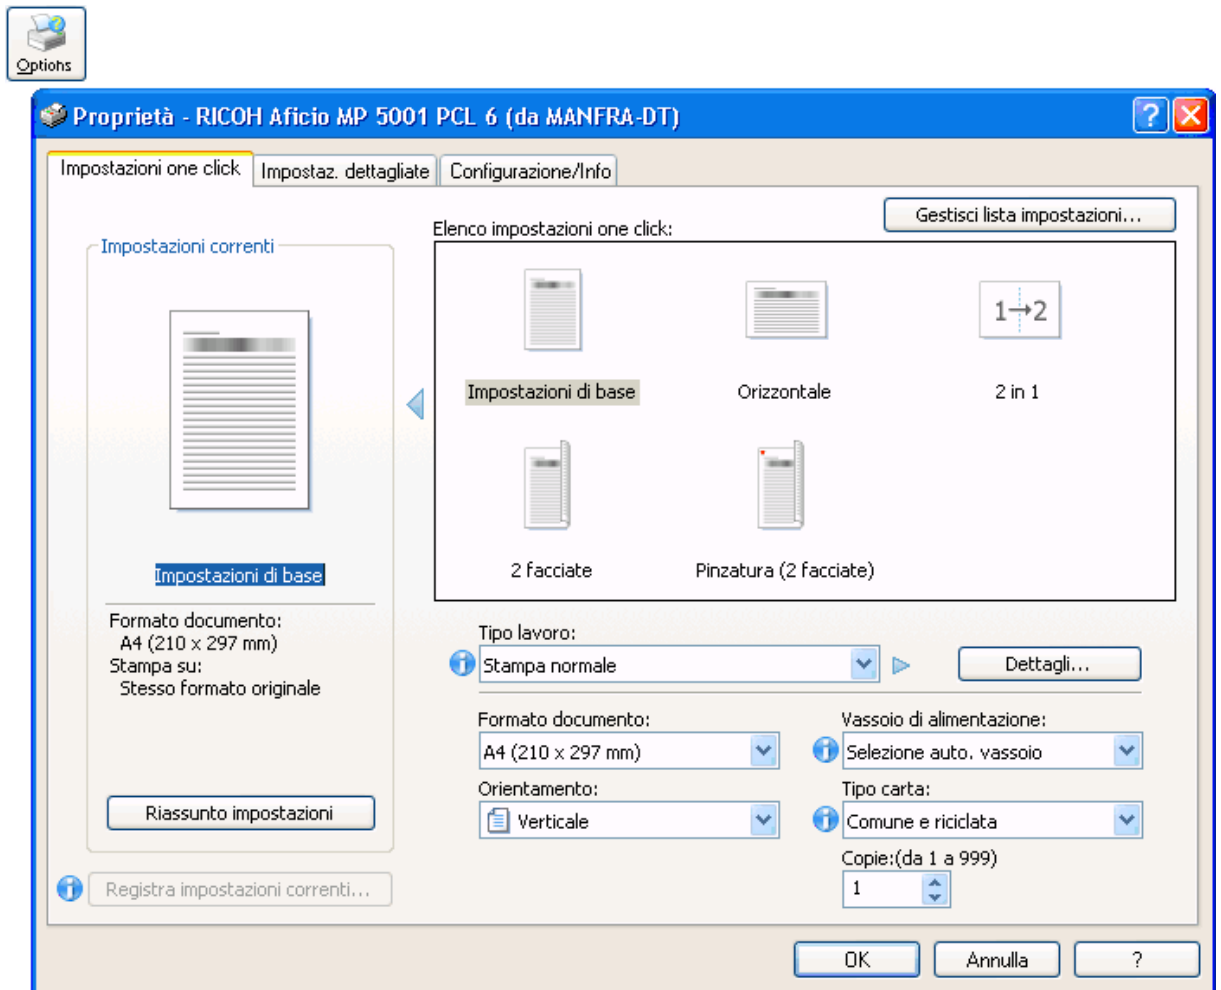 Options
Proprietà - RICOH Aficio MP 5001 PCL 6 (da MANFRA-DT)
Impostazioni one click
Impostaz. dettagliate
Configurazione/Info
Gestisci lista impostazioni...
Impostazioni correnti
Elenco impostazioni one click:
1→2
Impostazioni di base
Orizzontale
2 in 1
2 facciate
Pinzatura (2 facciate)
Impostazioni di base
Formato documento:
A4 (210 x 297 mm)
Stampa su:
Stesso formato originale
Riassunto impostazioni
Registra impostazioni correnti...
Tipo lavoro:
Stampa normale
Dettagli...
Formato documento:
A4 (210 x 297 mm)
Vassoio di alimentazione:
Selezione auto. vassoio
Orientamento:
Verticale
Tipo carta:
Comune e riciclata
Copie:(da 1 a 999)
1
OK
Annulla
?